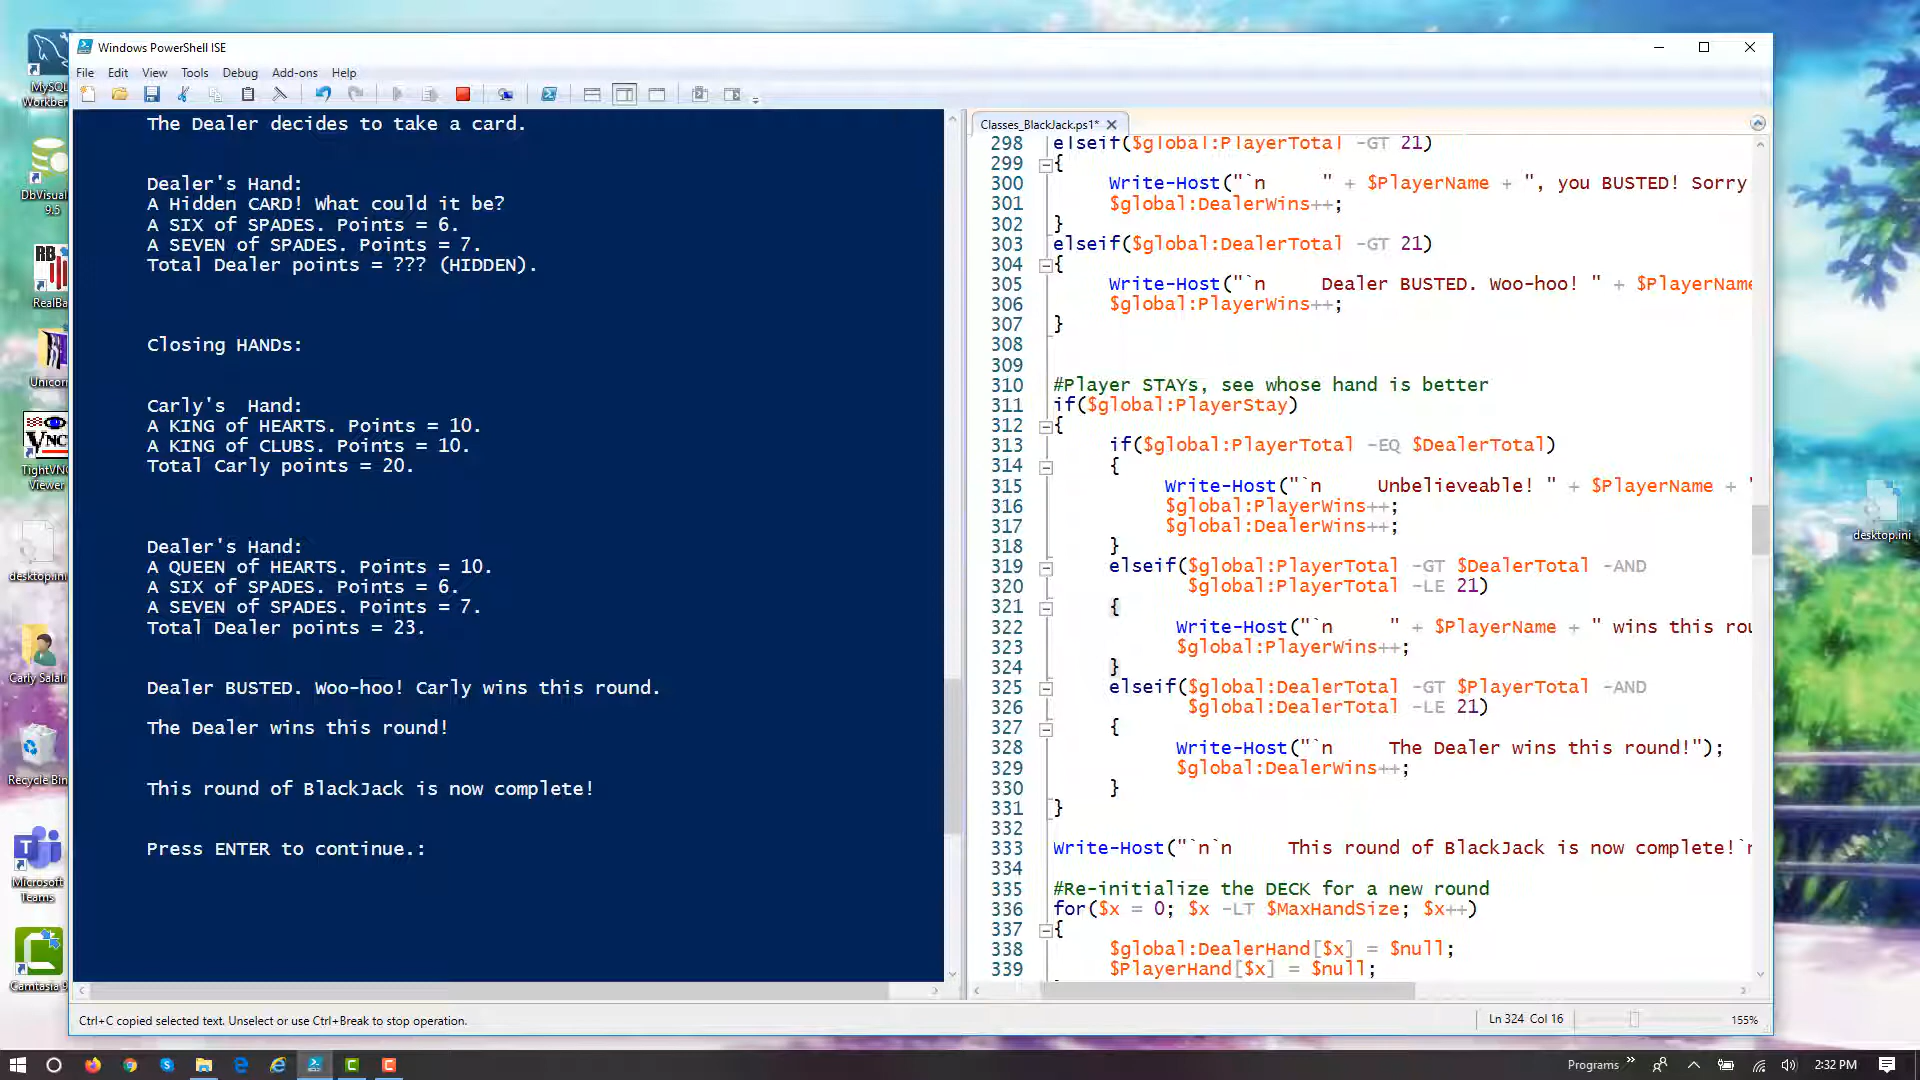 Windows PowerShell ISE
File Edit View Tools Debug Add-ons Help
The Dealer decides to take a card.
Dealer's Hand:
A Hidden CARD! What could it be?
A SIX of SPADES. Points = 6.
A SEVEN of SPADES. Points = 7.
Total Dealer points = ??? (HIDDEN).
Closing HANDs:
Carly's  Hand:
A KING of HEARTS. Points = 10.
A KING of CLUBS. Points = 10.
Total Carly points = 20.
Dealer's Hand:
A QUEEN of HEARTS. Points = 10.
A SIX of SPADES. Points = 6.
A SEVEN of SPADES. Points = 7.
Total Dealer points = 23.
Dealer BUSTED. Woo-hoo! Carly wins this round.
The Dealer wins this round!
This round of BlackJack is now complete!
Press ENTER to continue.:
Classes_BlackJack.ps1*
298 elseif($global:PlayerTotal -GT 21)
299 {
300 Write-Host("`n     " + $PlayerName + ", you BUSTED! Sorry
301 $global:DealerWins++;
302 }
303 elseif($global:DealerTotal -GT 21)
304 {
305 Write-Host("`n     Dealer BUSTED. Woo-hoo! " + $PlayerName
306 $global:PlayerWins++;
307 }
308
309
310 #Player STAYs, see whose hand is better
311 if($global:PlayerStay)
312 {
313 if($global:PlayerTotal -EQ $DealerTotal)
314 {
315 Write-Host("`n     Unbelieveable! " + $PlayerName + "
316 $global:PlayerWins++;
317 $global:DealerWins++;
318 }
319 elseif($global:PlayerTotal -GT $DealerTotal -AND
320 $global:PlayerTotal -LE 21)
321 {
322 Write-Host("`n     " + $PlayerName + " wins this rou
323 $global:PlayerWins++;
324 }
325 elseif($global:DealerTotal -GT $PlayerTotal -AND
326 $global:DealerTotal -LE 21)
327 {
328 Write-Host("`n     The Dealer wins this round!");
329 $global:DealerWins++;
330 }
331 }
332
333 Write-Host("`n`n     This round of BlackJack is now complete!`n
334
335 #Re-initialize the DECK for a new round
336 for($x = 0; $x -LT $MaxHandSize; $x++)
337 {
338 $global:DealerHand[$x] = $null;
339 $PlayerHand[$x] = $null;
Ctrl+C copied selected text. Unselect or use Ctrl+Break to stop operation.
Ln 324 Col 16
155%
MySQL
Workben
DbVisual
9.5
RB
RealBa
Unicorn
VNC
TightVNC
Viewer
desktop.ini
Carly Salali
Recycle Bin
Microsoft
Teams
Camtasia 9
desktop.ini
Programs
2:32 PM